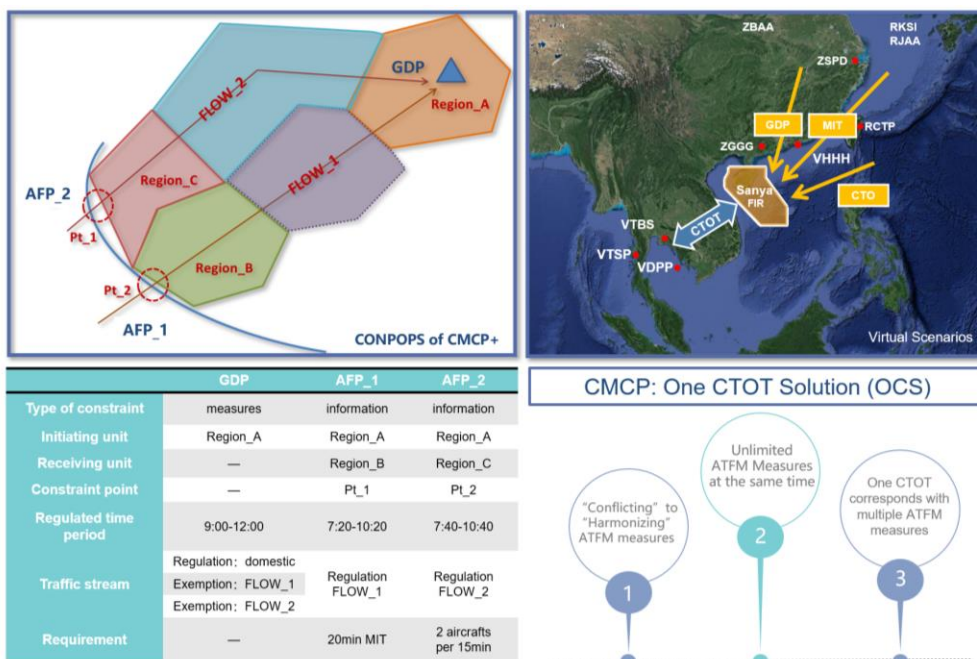 GDP
Region_A
FLOW_2
FLOW_1
Region_C
AFP_2
Pt_1
Region_B
Pt_2
AFP_1
CONPOPS of CMCP+
ZBAA
RKSI
RJAA
ZSPD
GDP
MIT
RCTP
ZGGG
VHHH
Sanya
FIR
CTO
CTOT
VTBS
VTSP
VDPP
Virtual Scenarios
GDP AFP_1 AFP_2
Type of constraint measures information information
Initiating unit Region_A Region_A Region_A
Receiving unit — Region_B Region_C
Constraint point — Pt_1 Pt_2
Regulated time
period 9:00-12:00 7:20-10:20 7:40-10:40
Traffic stream
Regulation: domestic
Exemption: FLOW_1
Exemption: FLOW_2
Regulation
FLOW_1
Regulation
FLOW_2
Requirement — 20min MIT 2 aircrafts
per 15min
CMCP: One CTOT Solution (OCS)
"Conflicting" to
"Harmonizing"
ATFM measures
1
Unlimited
ATFM Measures
at the same time
2
One CTOT
corresponds with
multiple ATFM
measures
3